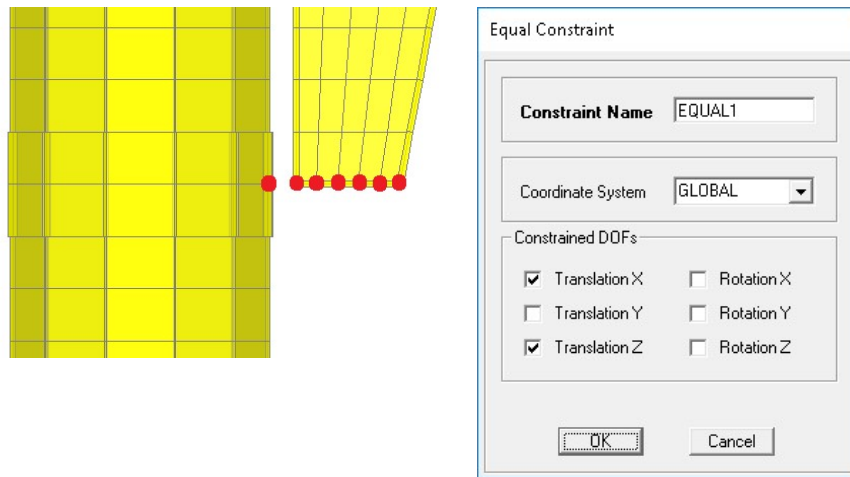 Equal Constraint
Constraint Name EQUAL1
Coordinate System GLOBAL
Constrained DOFs
Translation X Rotation X
Translation Y Rotation Y
Translation Z Rotation Z
OK Cancel